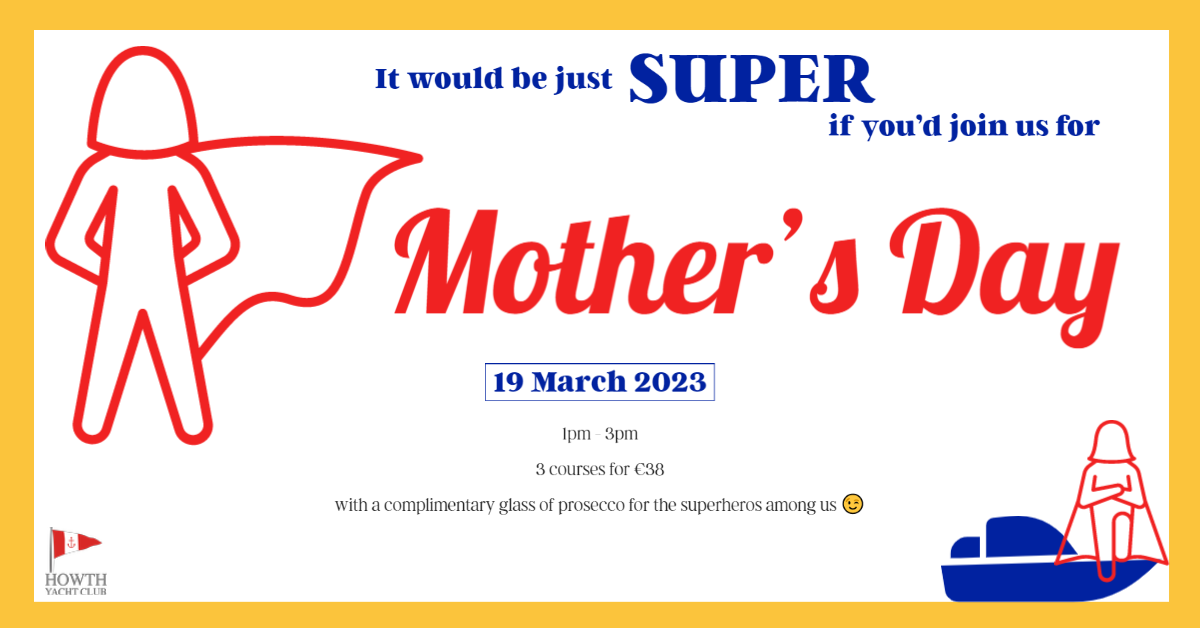 It would be just SUPER
if you’d join us for
Mother’s Day
19 March 2023
1pm - 3pm
3 courses for €38
with a complimentary glass of prosecco for the superheros among us 😉
HOWTH
YACHT CLUB